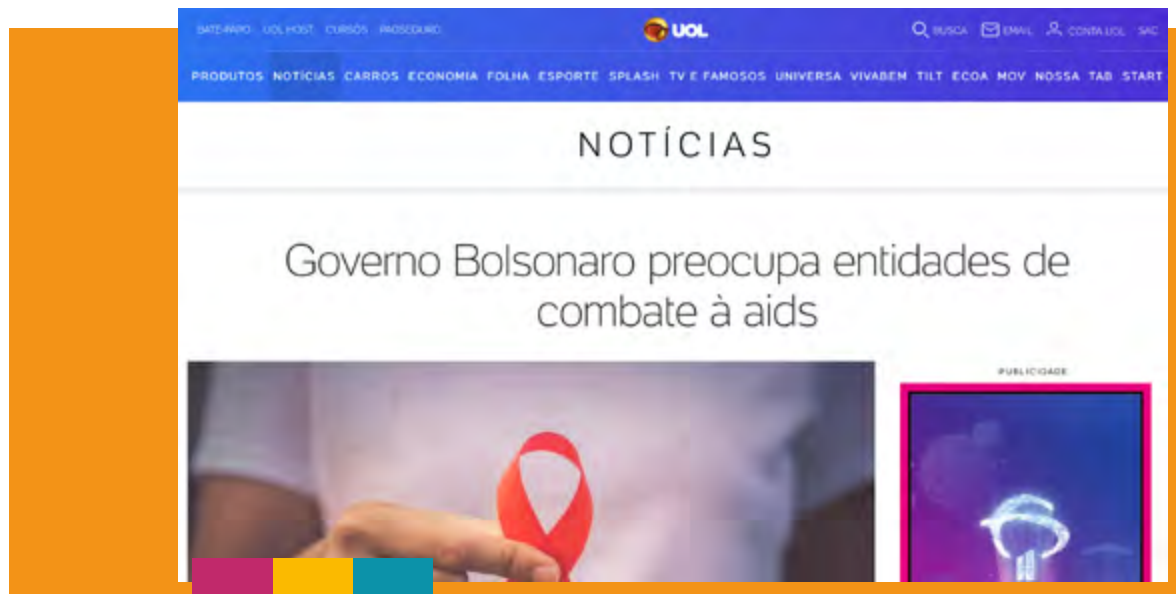 BATE-PAPO UOL HOST CURSOS PAGSEGURO UOL BUSCA EMAIL CONTA UOL SAC
PRODUTOS NOTÍCIAS CARROS ECONOMIA FOLHA ESPORTE SPLASH TV E FAMOSOS UNIVERSA VIVABEM TILT ECOA MOV NOSSA TAB START
NOTÍCIAS
Governo Bolsonaro preocupa entidades de
combate à aids
PUBLICIDADE